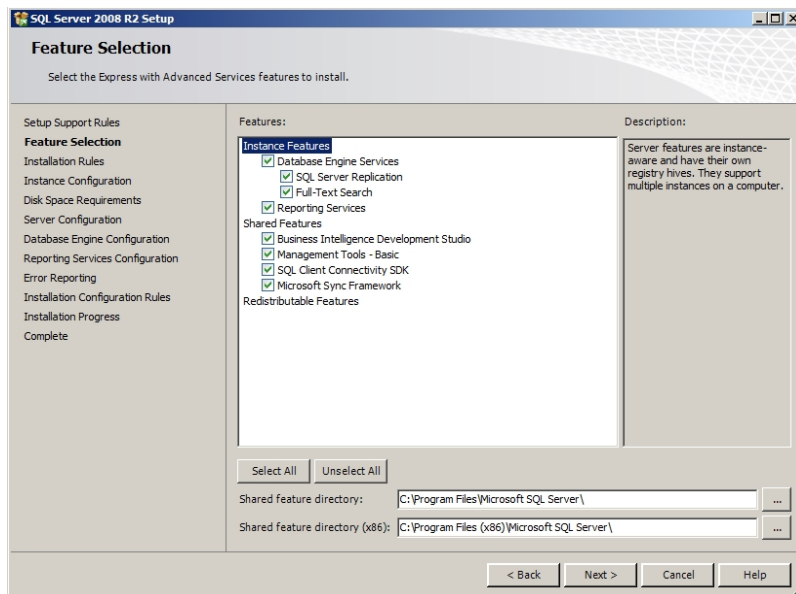 SQL Server 2008 R2 Setup
Feature Selection
Select the Express with Advanced Services features to install.
Setup Support Rules
Feature Selection
Installation Rules
Instance Configuration
Disk Space Requirements
Server Configuration
Database Engine Configuration
Reporting Services Configuration
Error Reporting
Installation Configuration Rules
Installation Progress
Complete
Features:
Instance Features
Database Engine Services
SQL Server Replication
Full-Text Search
Reporting Services
Shared Features
Business Intelligence Development Studio
Management Tools - Basic
SQL Client Connectivity SDK
Microsoft Sync Framework
Redistributable Features
Description:
Server features are instance-
aware and have their own
registry hives. They support
multiple instances on a computer.
Select All
Unselect All
Shared feature directory:
C:\Program Files\Microsoft SQL Server\
...
Shared feature directory (x86):
C:\Program Files (x86)\Microsoft SQL Server\
...
< Back
Next >
Cancel
Help